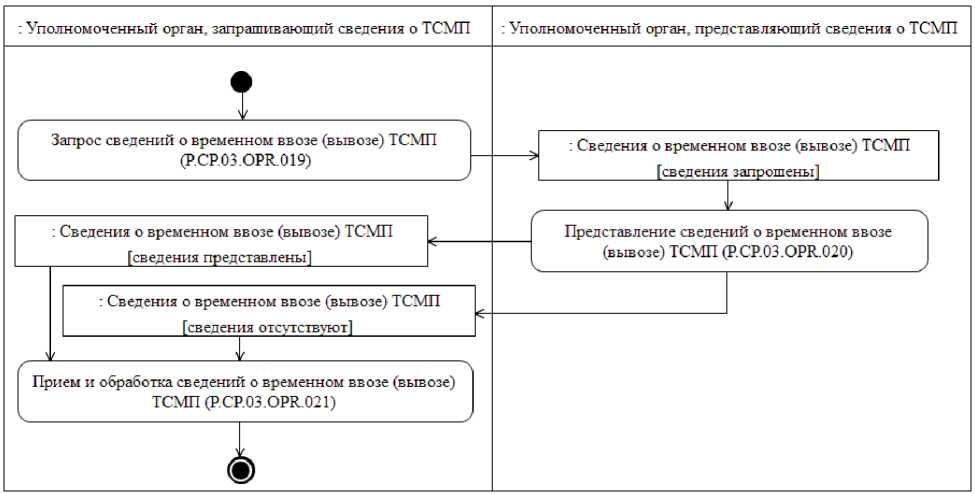 : Уполномоченный орган, запрашивающий сведения о ТСМП
: Уполномоченный орган, представляющий сведения о ТСМП
Запрос сведений о временном ввозе (вывозе) ТСМП
(P.CP.03.OPR.019)
: Сведения о временном ввозе (вывозе) ТСМП
[сведения запрошены]
Представление сведений о временном ввозе
(вывозе) ТСМП (P.CP.03.OPR.020)
: Сведения о временном ввозе (вывозе) ТСМП
[сведения представлены]
: Сведения о временном ввозе (вывозе) ТСМП
[сведения отсутствуют]
Прием и обработка сведений о временном ввозе (вывозе)
ТСМП (P.CP.03.OPR.021)